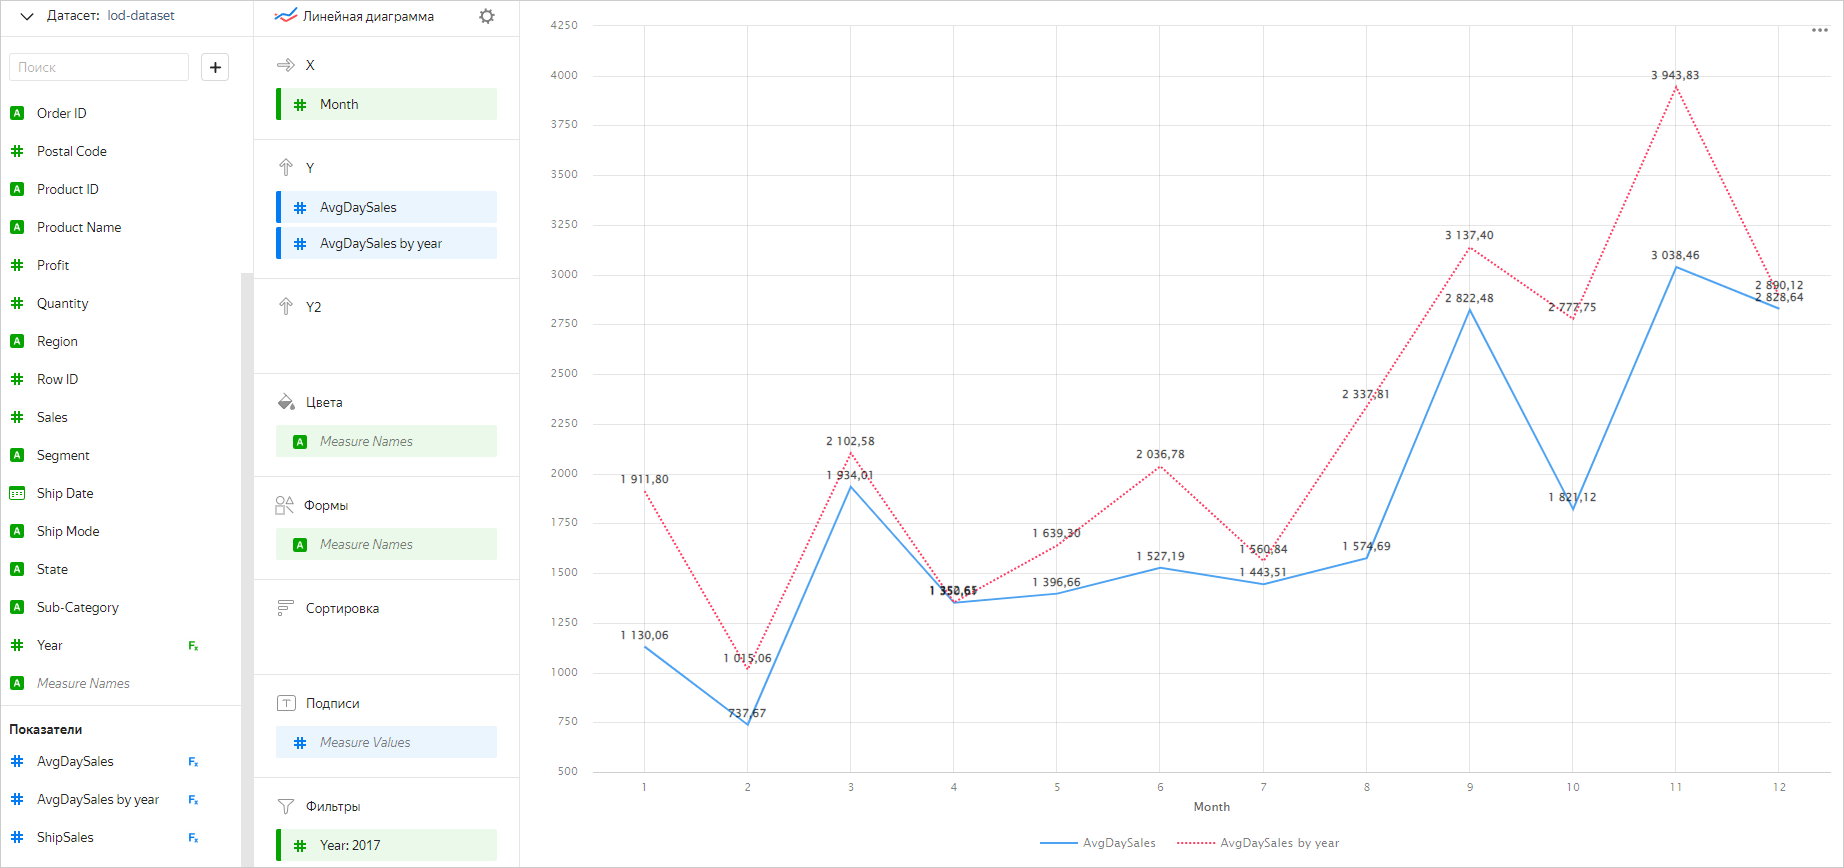 Датасет: lod-dataset
Поиск
Order ID
Postal Code
Product ID
Product Name
Profit
Quantity
Region
Row ID
Sales
Segment
Ship Date
Ship Mode
State
Sub-Category
Year
Measure Names
Показатели
AvgDaySales
AvgDaySales by year
ShipSales
Линейная диаграмма
X
Month
Y
AvgDaySales
AvgDaySales by year
Y2
Цвета
Measure Names
Формы
Measure Names
Сортировка
Подписи
Measure Values
Фильтры
Year: 2017
4250
4000
3750
3500
3250
3000
2750
2500
2250
2000
1750
1500
1250
1000
750
500
3 943,83
3 137,40
3 038,46
2 890,12
2 822,48
2 828,64
2 777,75
2 337,81
2 102,58
2 036,78
1 911,80
1 934,01
1 821,12
1 639,30
1 527,19
1 560,84
1 574,69
1 396,66
1 443,51
1 130,06
1 015,06
737,67
1 2 3 4 5 6 7 8 9 10 11 12
Month
AvgDaySales AvgDaySales by year